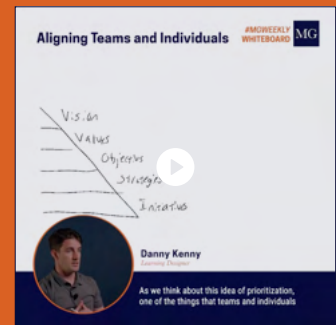 Aligning Teams and Individuals
#MGWEEKLY
WHITEBOARD
MG
Vision
Values
Objectives
Strategies
Initiatives
Danny Kenny
Learning Designer
As we think about this idea of prioritization,
one of the things that teams and individuals